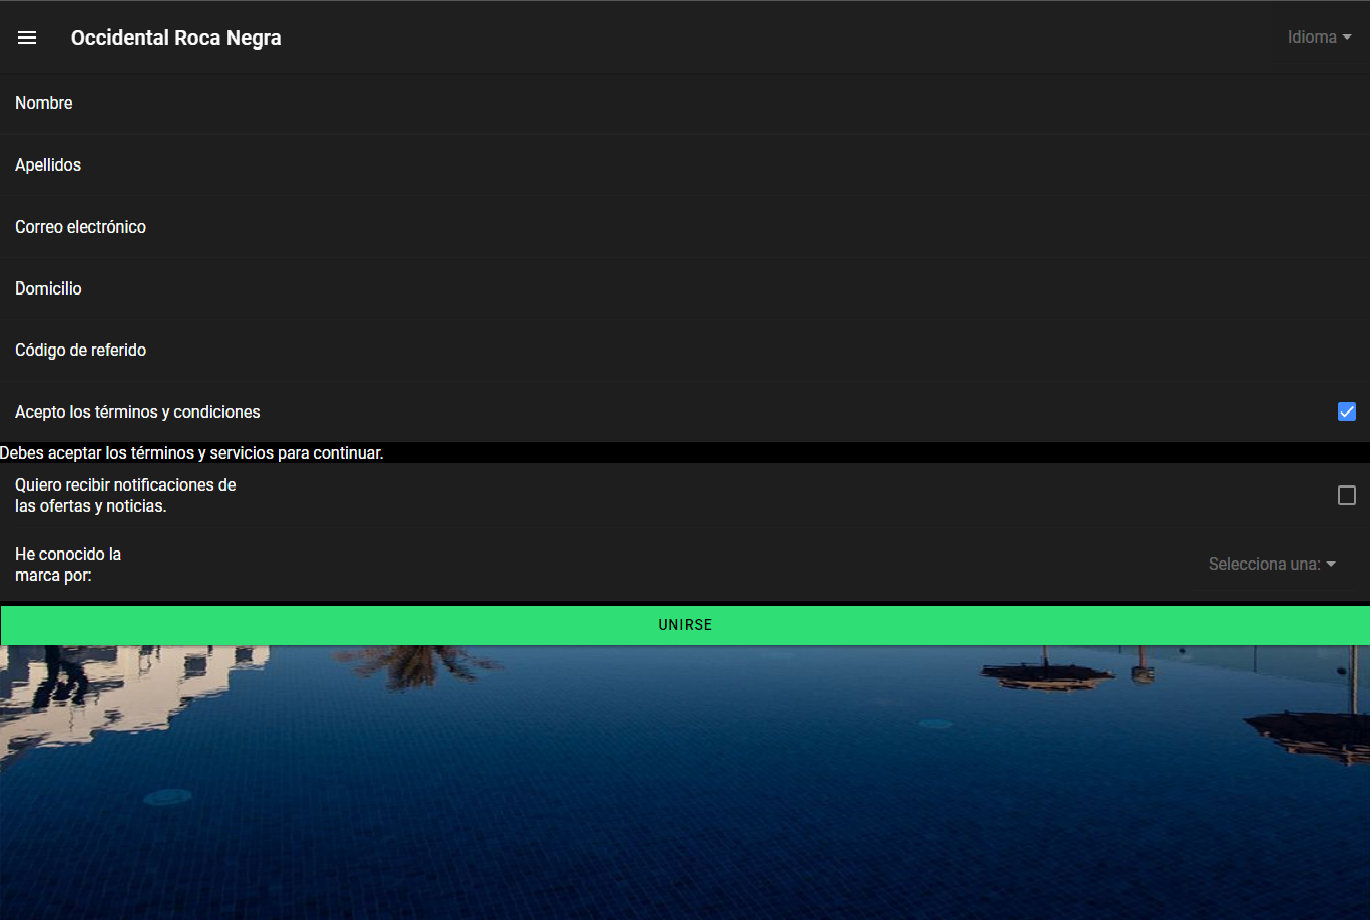 Occidental Roca Negra
Idioma
Nombre
Apellidos
Correo electrónico
Domicilio
Código de referido
Acepto los términos y condiciones
Debes aceptar los términos y servicios para continuar.
Quiero recibir notificaciones de
las ofertas y noticias.
He conocido la
marca por:
Selecciona una:
UNIRSE